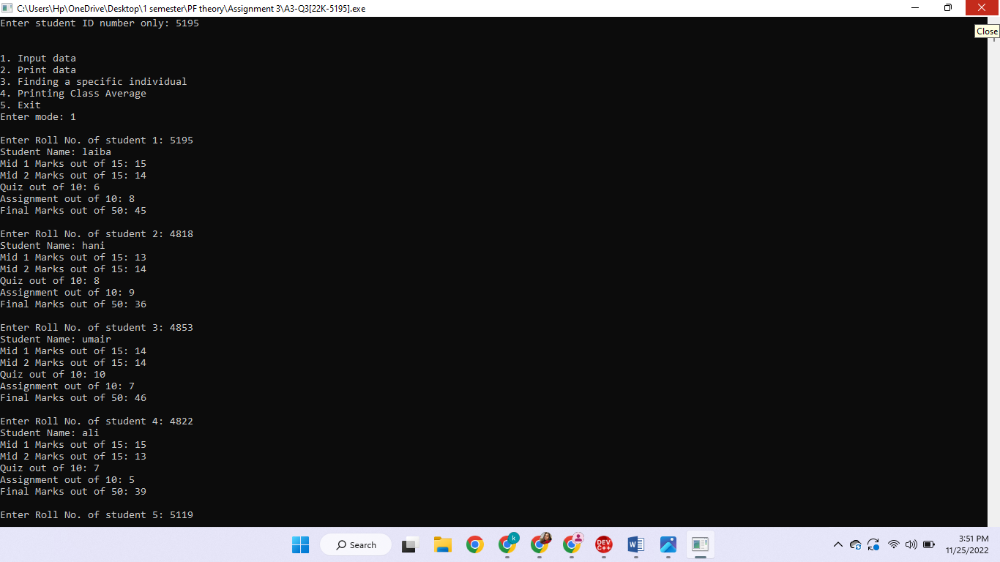 C:\Users\Hp\OneDrive\Desktop\1 semester\PF theory\Assignment 3\A3-Q3[22K-5195].exe
Close
Enter student ID number only: 5195
1. Input data
2. Print data
3. Finding a specific individual
4. Printing Class Average
5. Exit
Enter mode: 1
Enter Roll No. of student 1: 5195
Student Name: laiba
Mid 1 Marks out of 15: 15
Mid 2 Marks out of 15: 14
Quiz out of 10: 6
Assignment out of 10: 8
Final Marks out of 50: 45
Enter Roll No. of student 2: 4818
Student Name: hani
Mid 1 Marks out of 15: 13
Mid 2 Marks out of 15: 14
Quiz out of 10: 8
Assignment out of 10: 9
Final Marks out of 50: 36
Enter Roll No. of student 3: 4853
Student Name: umair
Mid 1 Marks out of 15: 14
Mid 2 Marks out of 15: 14
Quiz out of 10: 10
Assignment out of 10: 7
Final Marks out of 50: 46
Enter Roll No. of student 4: 4822
Student Name: ali
Mid 1 Marks out of 15: 15
Mid 2 Marks out of 15: 13
Quiz out of 10: 7
Assignment out of 10: 5
Final Marks out of 50: 39
Enter Roll No. of student 5: 5119
Search
k
DEV C++
W
3:51 PM
11/25/2022